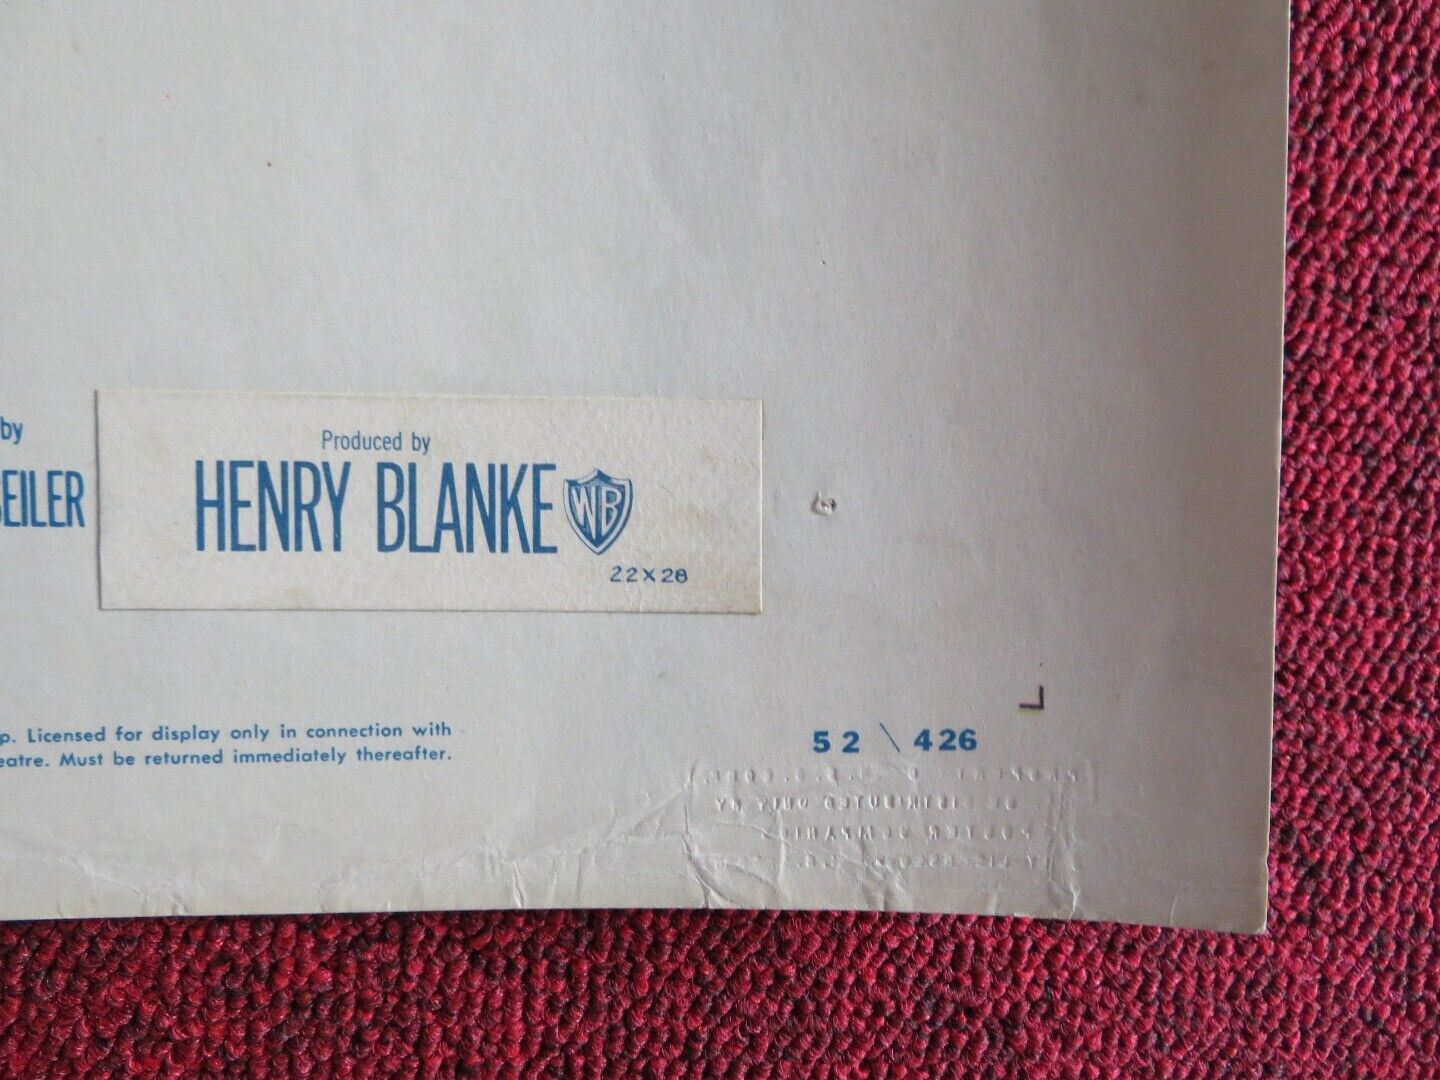 by
BEILER
Produced by
HENRY BLANKE WB
22X28
p. Licensed for display only in connection with
eatre. Must be returned immediately thereafter.
52 \ 426